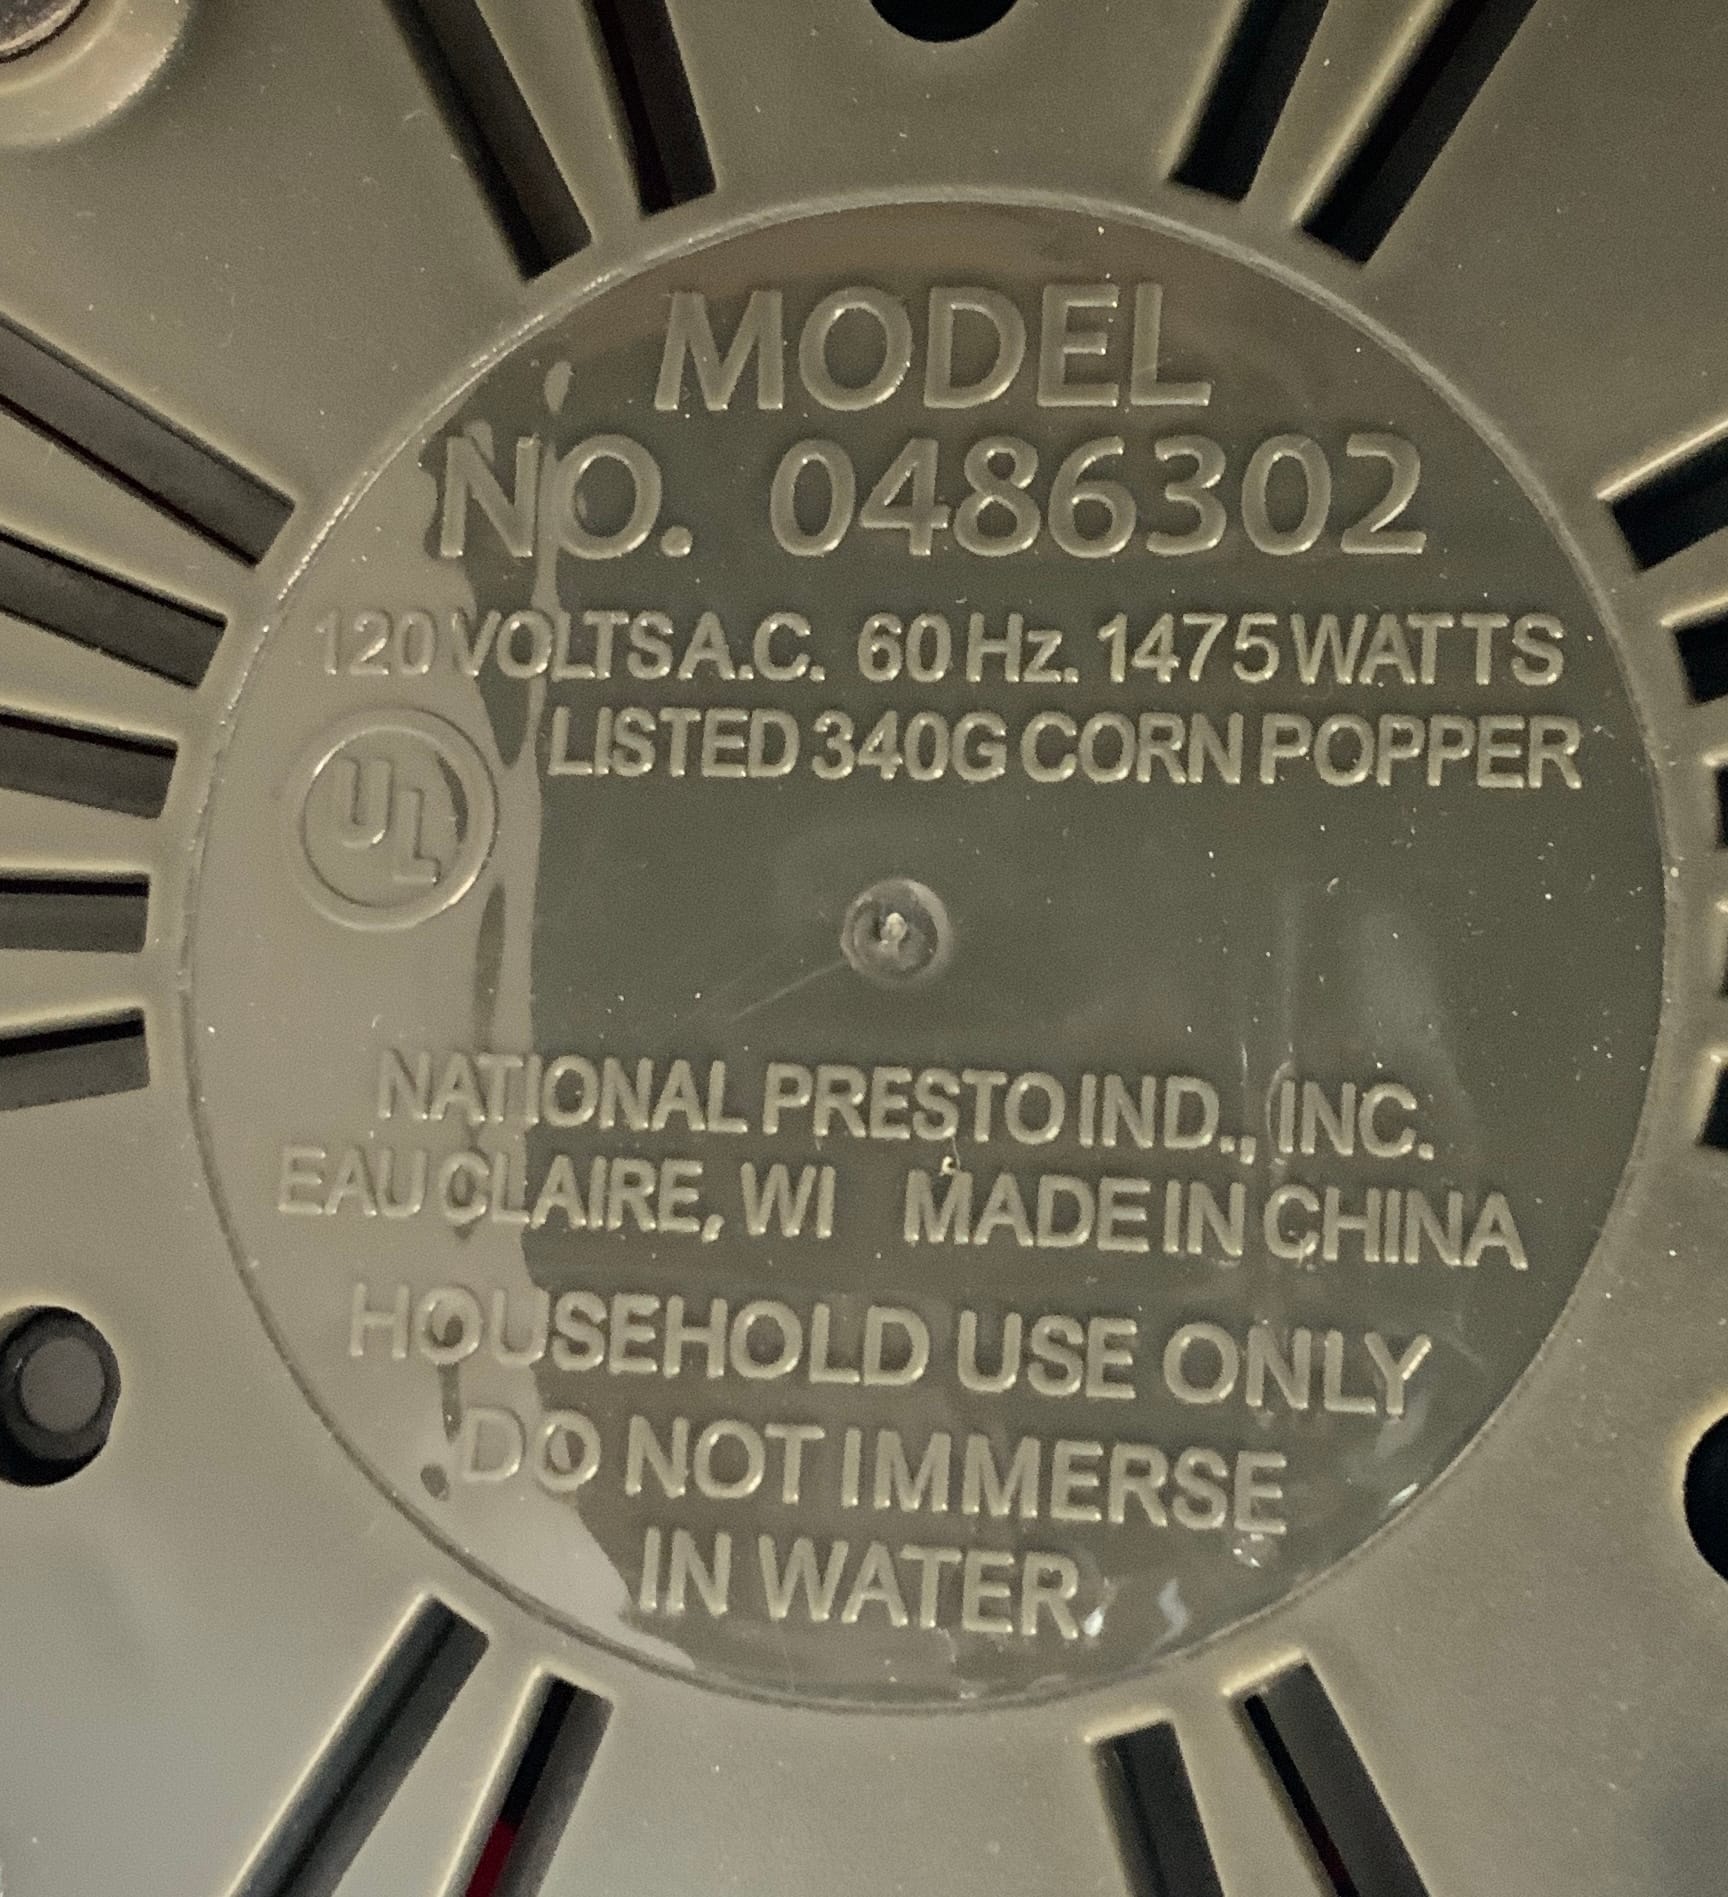 MODEL
NO. 0486302
120 VOLTS A.C. 60 Hz. 1475 WATTS
UL LISTED 340G CORN POPPER
NATIONAL PRESTO IND., INC.
EAU CLAIRE, WI MADE IN CHINA
HOUSEHOLD USE ONLY
DO NOT IMMERSE
IN WATER.